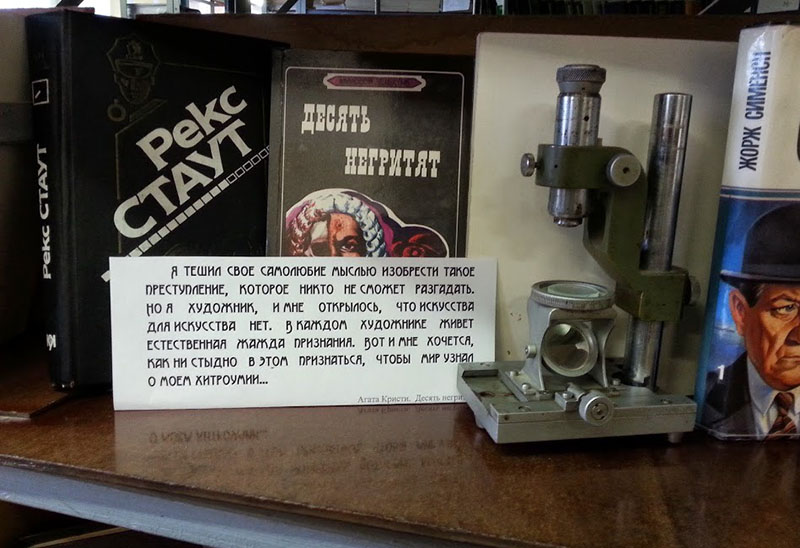 Рекс
СТАУТ
Рекс СТАУТ
ДЕСЯТЬ
НЕГРИТЯТ
ЖОРЖ СИМЕНОН
1
Я ТЕШИЛ СВОЕ САМОЛЮБИЕ МЫСЛЬЮ ИЗОБРЕСТИ ТАКОЕ
ПРЕСТУПЛЕНИЕ, КОТОРОЕ НИКТО НЕ СМОЖЕТ РАЗГАДАТЬ.
НО Я ХУДОЖНИК, И МНЕ ОТКРЫЛОСЬ, ЧТО ИСКУССТВА
ДЛЯ ИСКУССТВА НЕТ. В КАЖДОМ ХУДОЖНИКЕ ЖИВЕТ
ЕСТЕСТВЕННАЯ ЖАЖДА ПРИЗНАНИЯ. ВОТ И МНЕ ХОЧЕТСЯ,
КАК НИ СТЫДНО В ЭТОМ ПРИЗНАТЬСЯ, ЧТОБЫ МИР УЗНАЛ
О МОЕМ ХИТРОУМИИ...
Агата Кристи. Десять